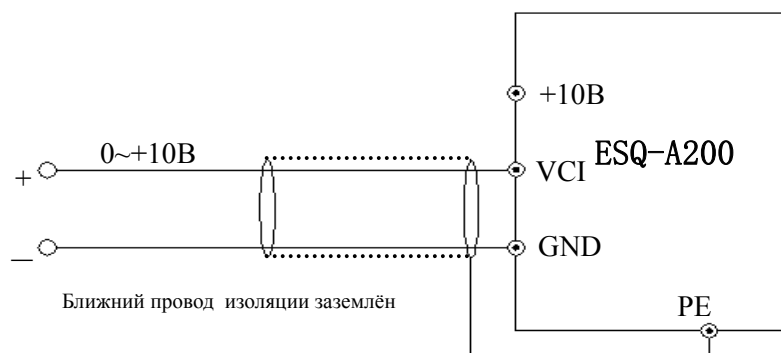 +10В
0~+10В
VCI
ESQ-A200
+
−
GND
Ближний провод изоляции заземлён
PE